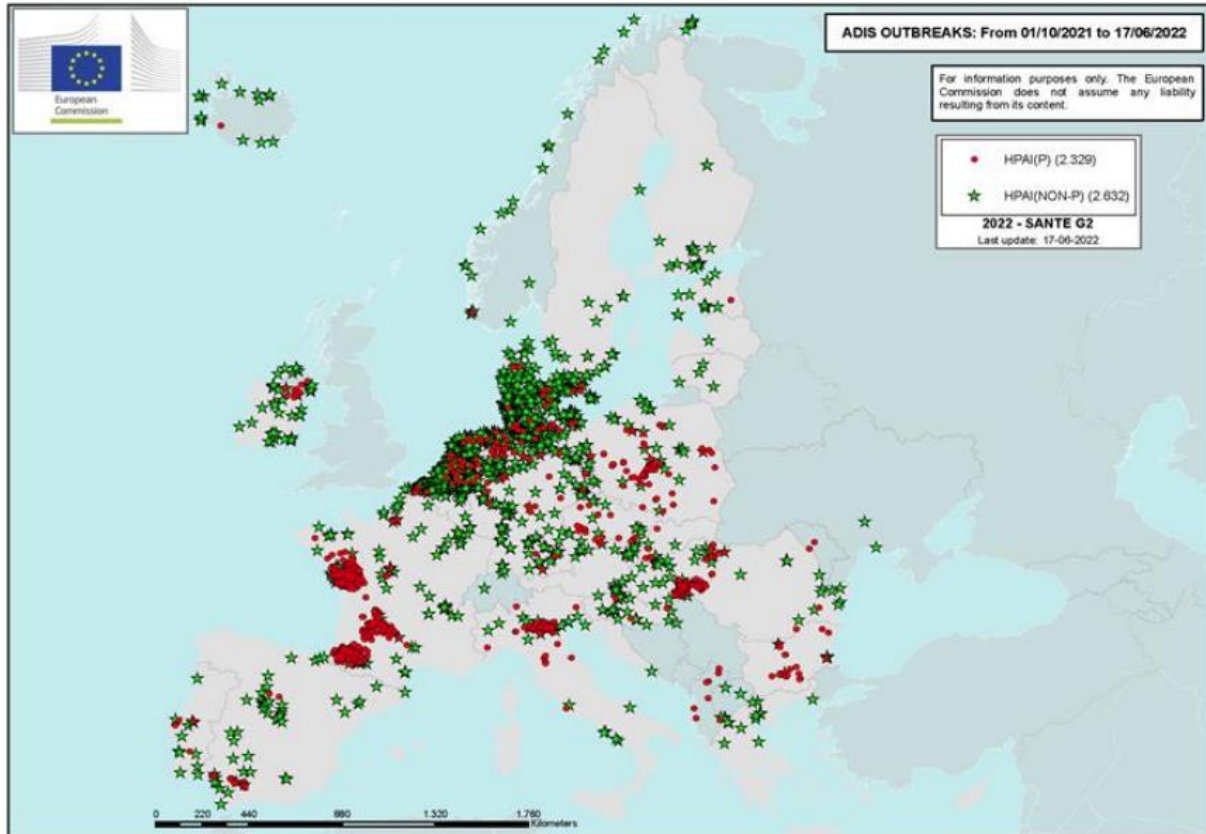 European
Commission
ADIS OUTBREAKS: From 01/10/2021 to 17/06/2022
For information purposes only. The European
Commission does not assume any liability
resulting from its content.
HPAI(P) (2.329)
HPAI(NON-P) (2.632)
2022 - SANTE G2
Last update: 17-06-2022
0 220 440 880 1.320 1.760
Kilometers